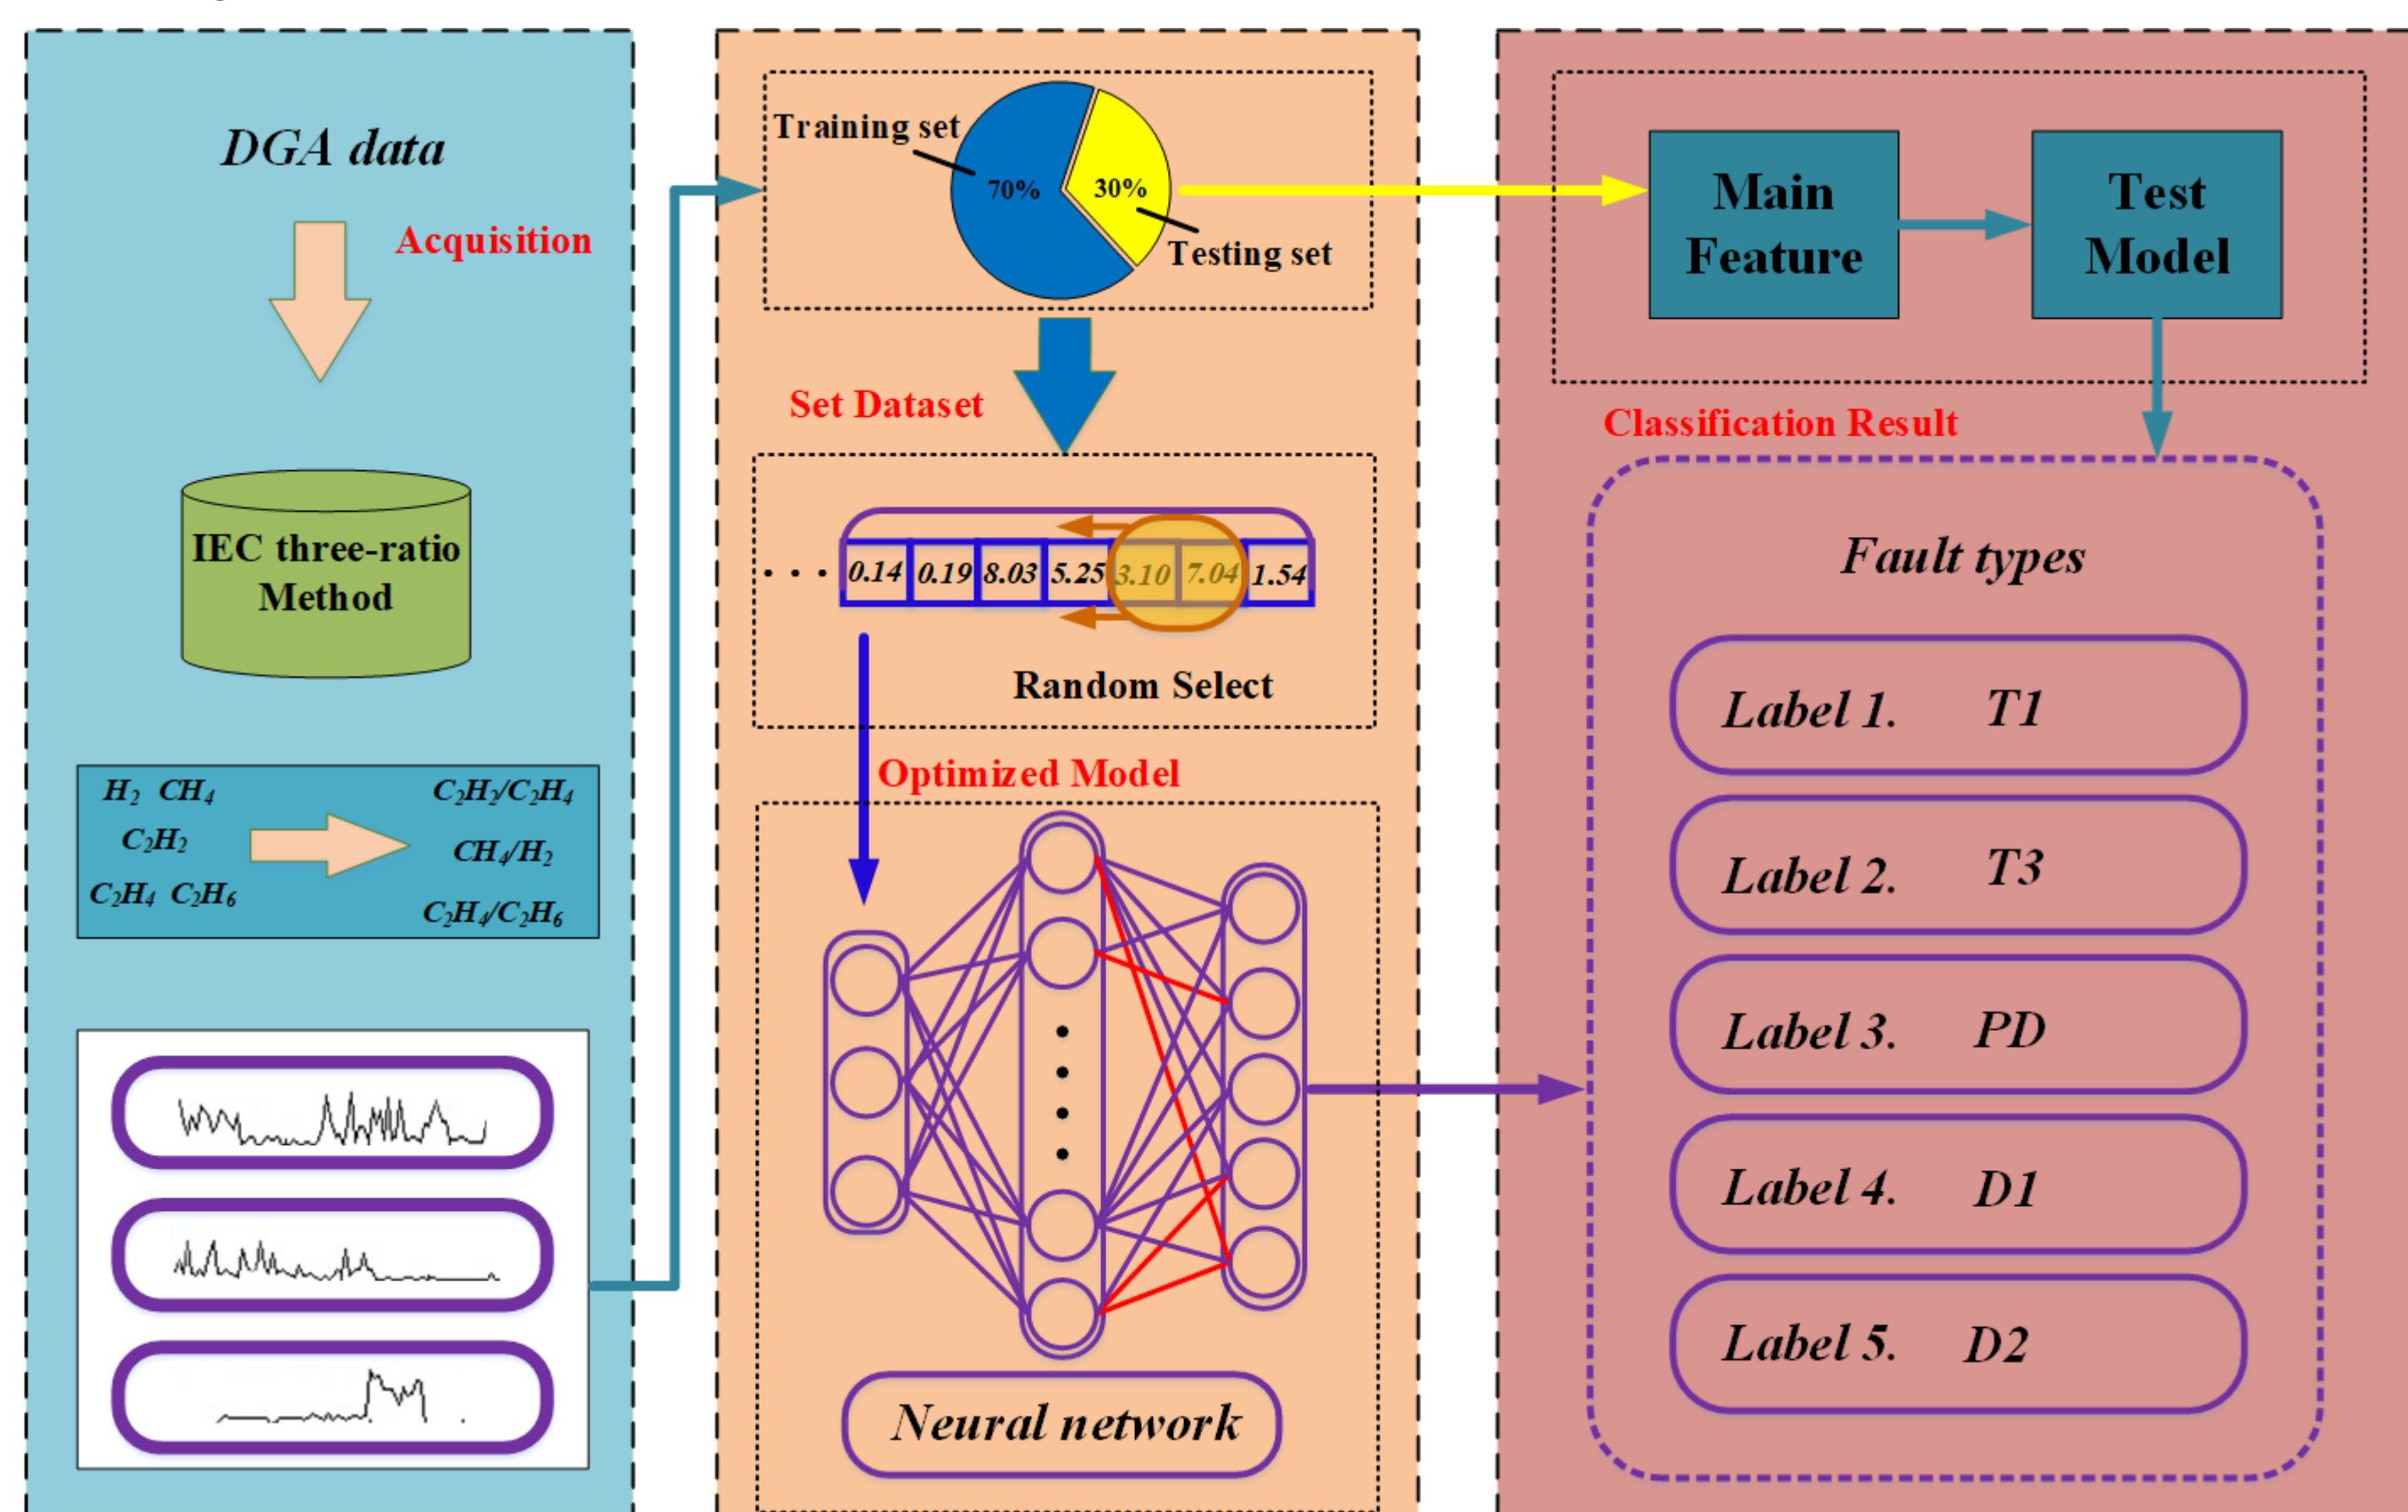 DGA data
Acquisition
IEC three-ratio
Method
H₂ CH₄
C₂H₂
C₂H₄ C₂H₆
C₂H₂/C₂H₄
CH₄/H₂
C₂H₄/C₂H₆
Training set
70%
30%
Testing set
Set Dataset
. . . 0.14 0.19 8.03 5.25 3.10 7.04 1.54
Random Select
Optimized Model
Neural network
Main
Feature
Test
Model
Classification Result
Fault types
Label 1. T1
Label 2. T3
Label 3. PD
Label 4. D1
Label 5. D2